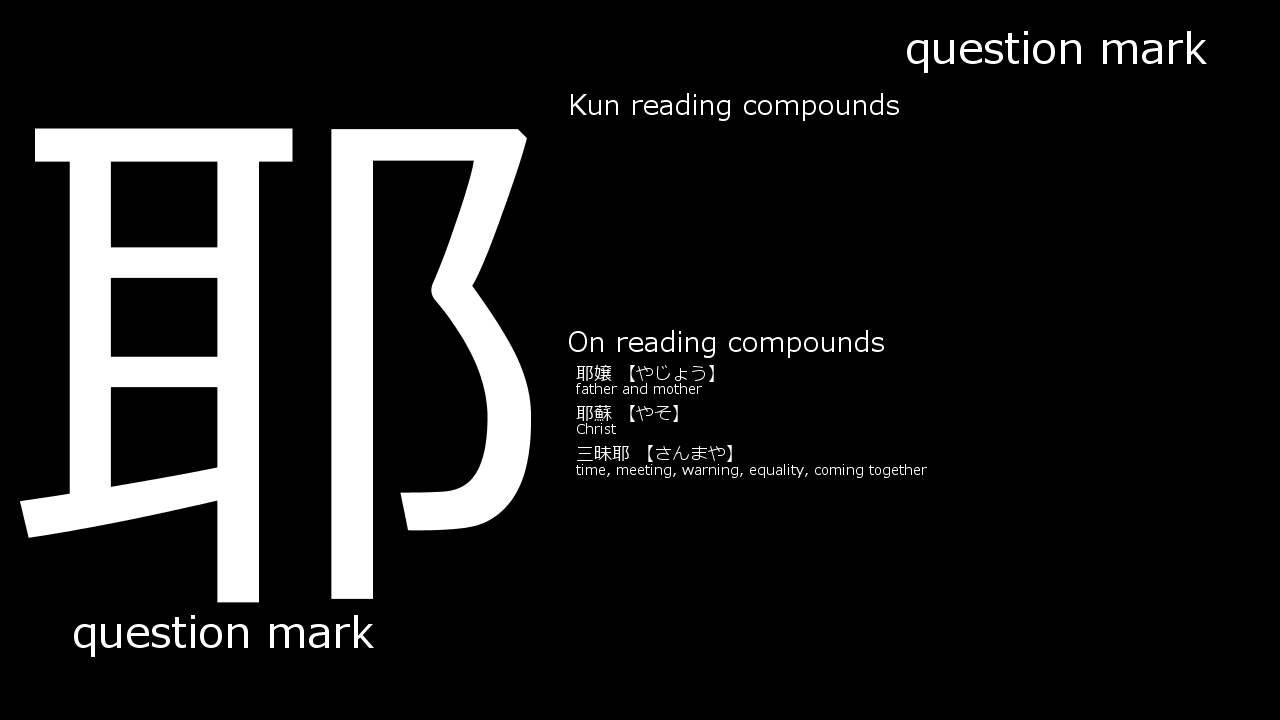 question mark
耶
question mark
Kun reading compounds
On reading compounds
耶嬢 【やじょう】
father and mother
耶蘇 【やそ】
Christ
三昧耶 【さんまや】
time, meeting, warning, equality, coming together